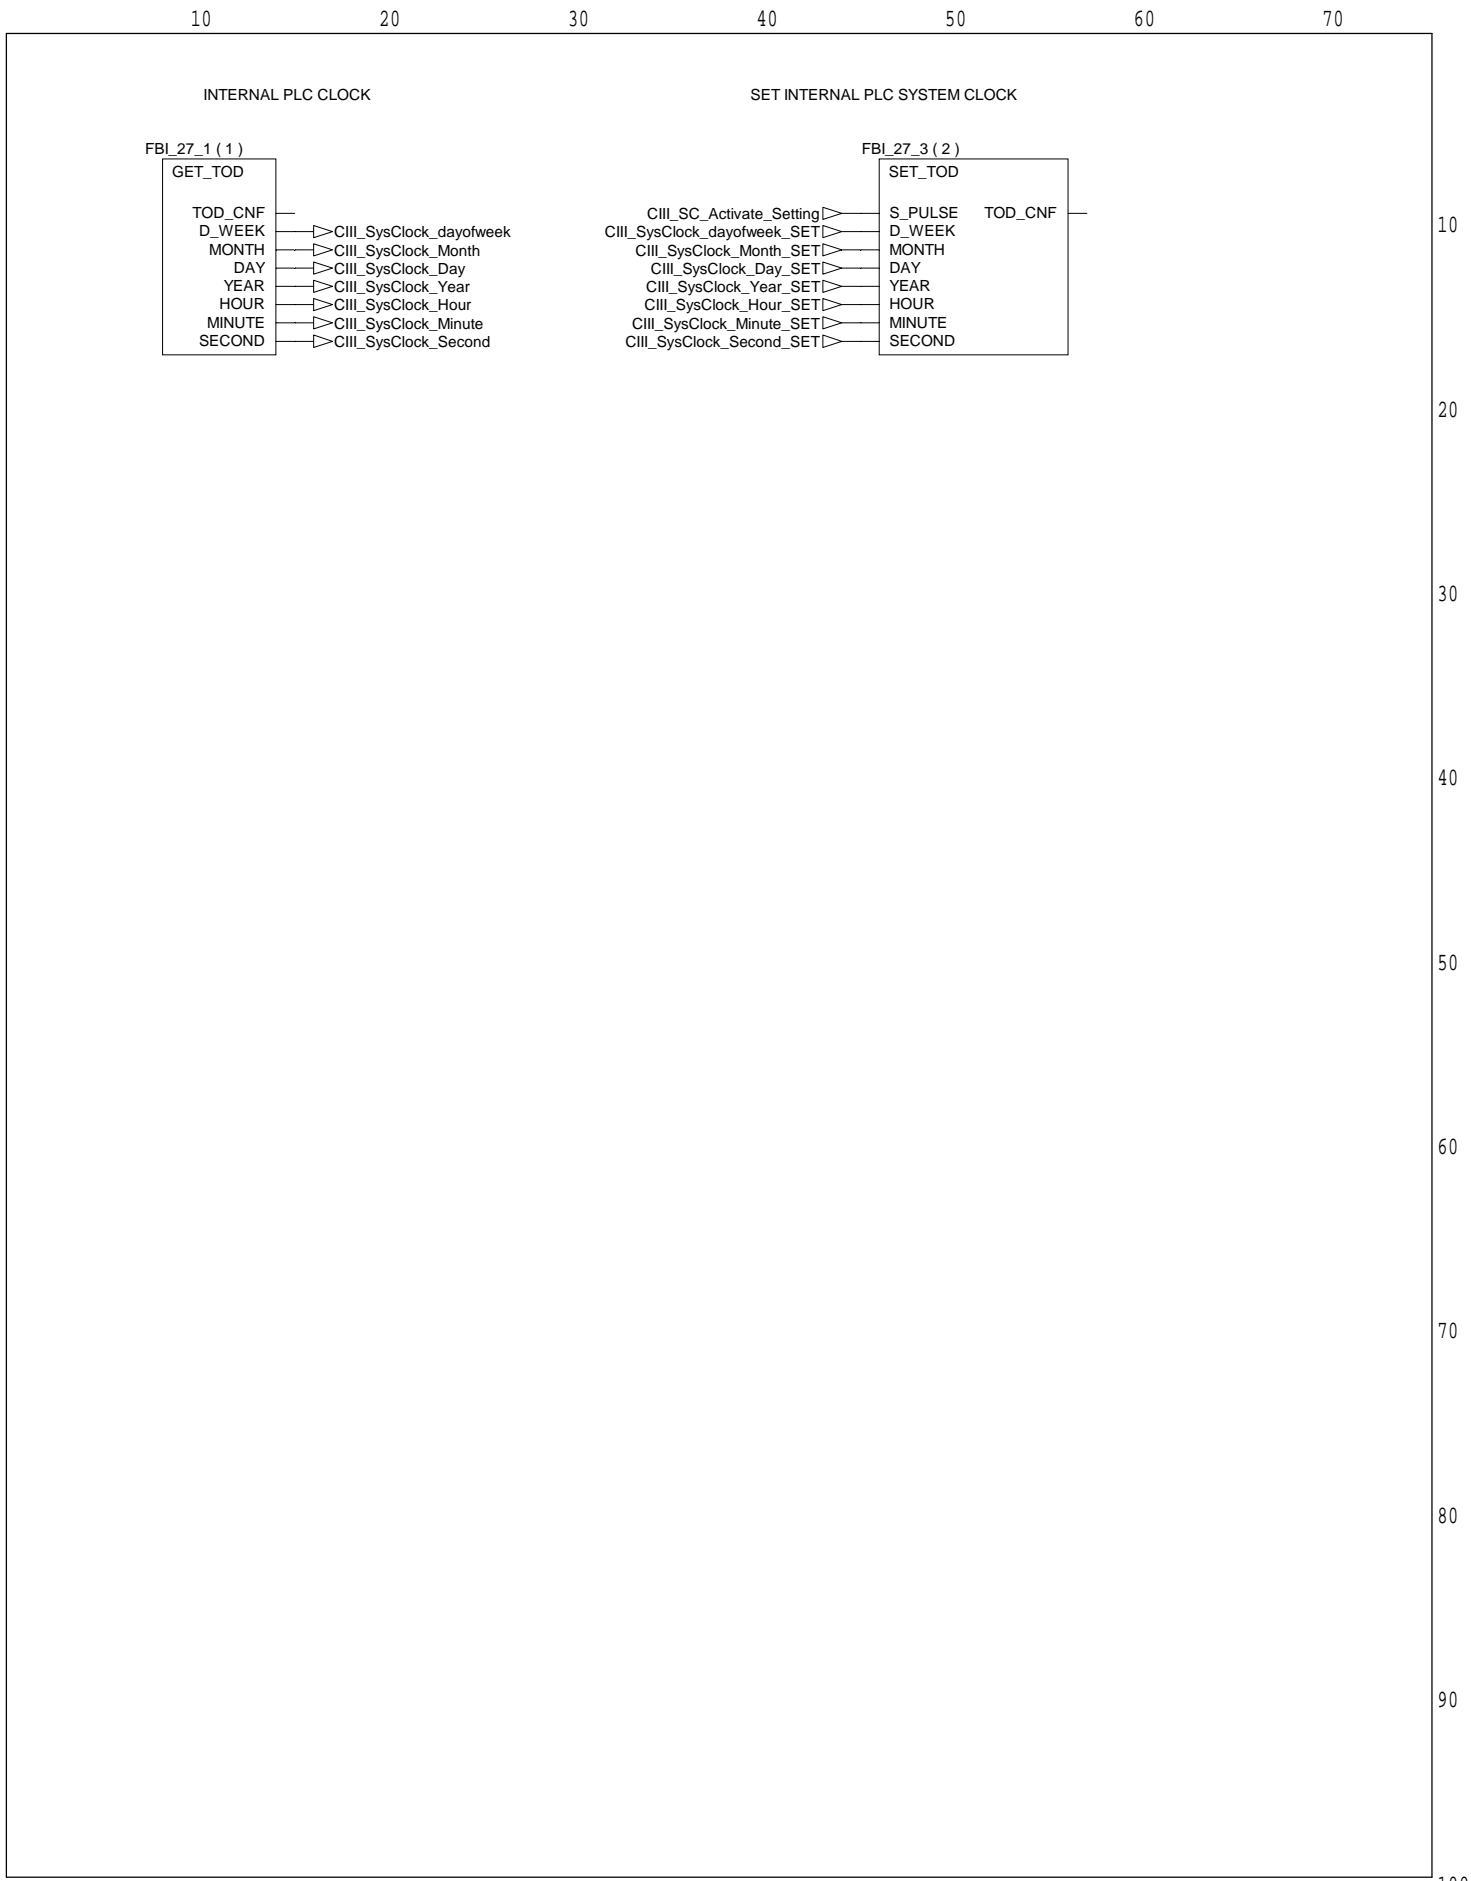 10 20 30 40 50 60 70
INTERNAL PLC CLOCK
FBI_27_1 ( 1 )
GET_TOD
TOD_CNF
D_WEEK CIII_SysClock_dayofweek
MONTH CIII_SysClock_Month
DAY CIII_SysClock_Day
YEAR CIII_SysClock_Year
HOUR CIII_SysClock_Hour
MINUTE CIII_SysClock_Minute
SECOND CIII_SysClock_Second
SET INTERNAL PLC SYSTEM CLOCK
FBI_27_3 ( 2 )
SET_TOD
CIII_SC_Activate_Setting S_PULSE TOD_CNF
CIII_SysClock_dayofweek_SET D_WEEK
CIII_SysClock_Month_SET MONTH
CIII_SysClock_Day_SET DAY
CIII_SysClock_Year_SET YEAR
CIII_SysClock_Hour_SET HOUR
CIII_SysClock_Minute_SET MINUTE
CIII_SysClock_Second_SET SECOND
10
20
30
40
50
60
70
80
90